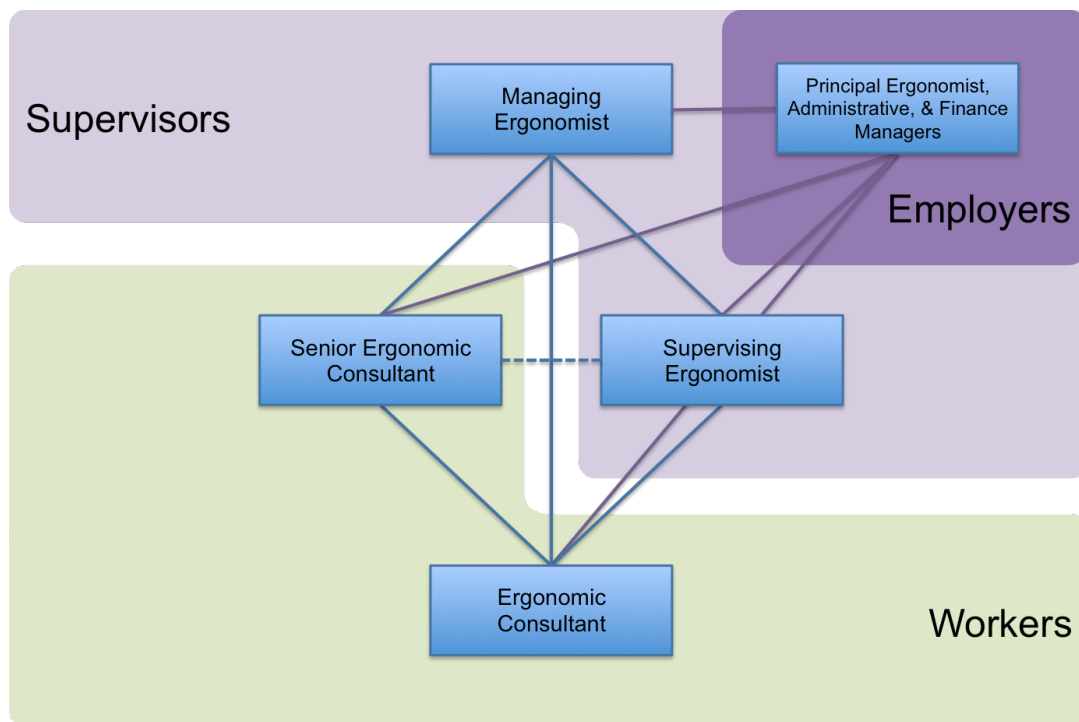 Supervisors
Managing
Ergonomist
Principal Ergonomist,
Administrative, & Finance
Managers
Employers
Senior Ergonomic
Consultant
Supervising
Ergonomist
Ergonomic
Consultant
Workers